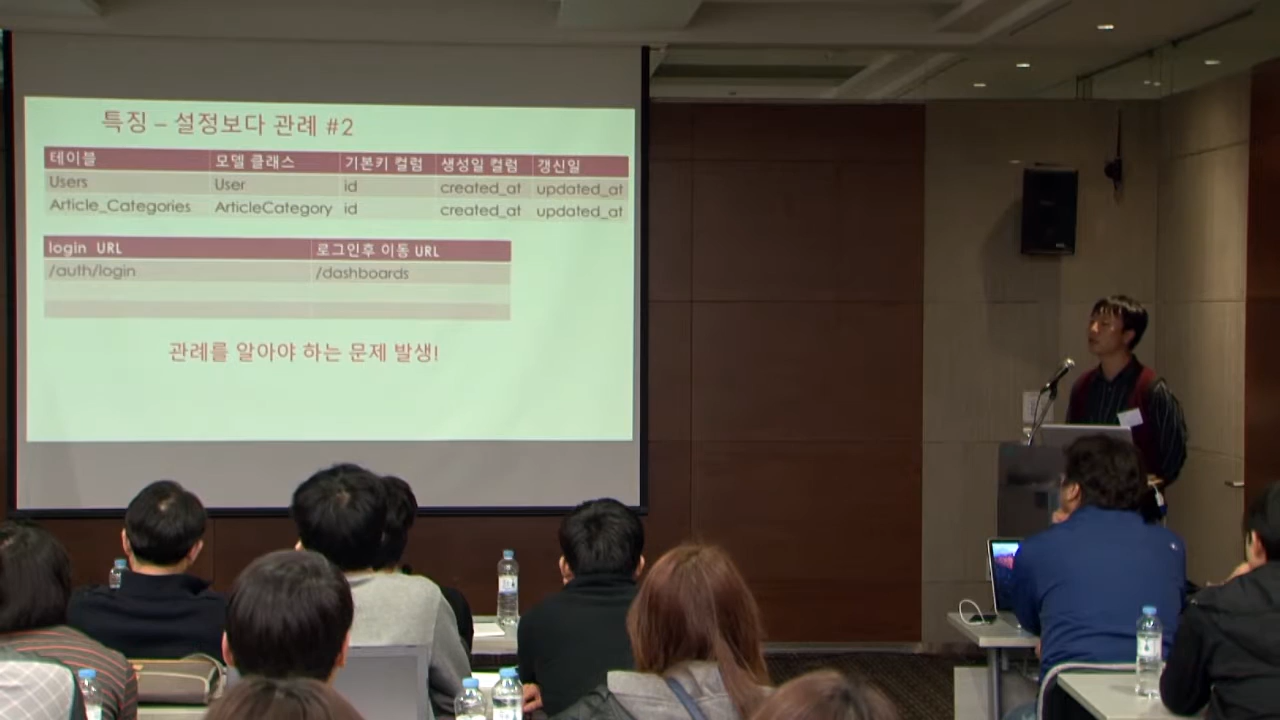 특징 – 설정보다 관례 #2
테이블 모델 클래스 기본키 컬럼 생성일 컬럼 갱신일
Users User id created_at updated_at
Article_Categories ArticleCategory id created_at updated_at
login URL 로그인후 이동 URL
/auth/login /dashboards
관례를 알아야 하는 문제 발생!